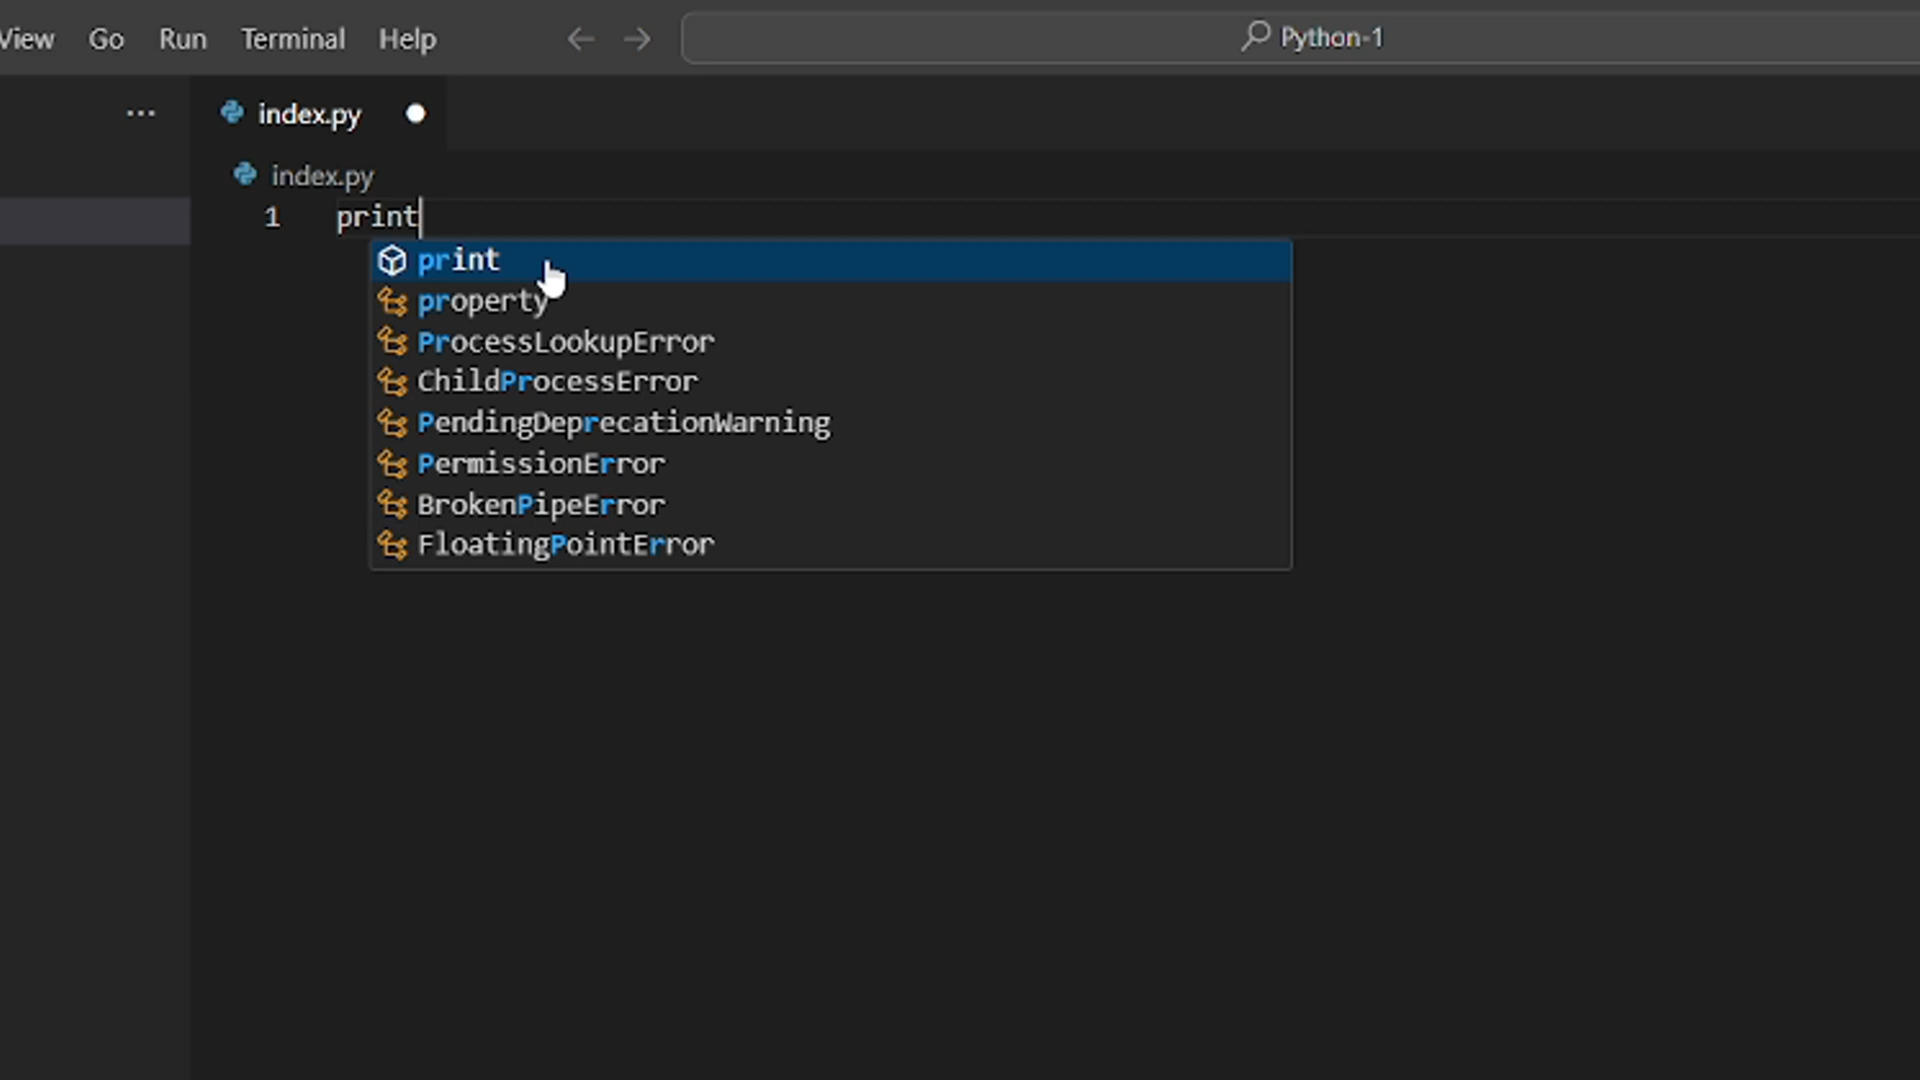 View Go Run Terminal Help ← → Python-1
... index.py
index.py
1 print
print
property
ProcessLookupError
ChildProcessError
PendingDeprecationWarning
PermissionError
BrokenPipeError
FloatingPointError